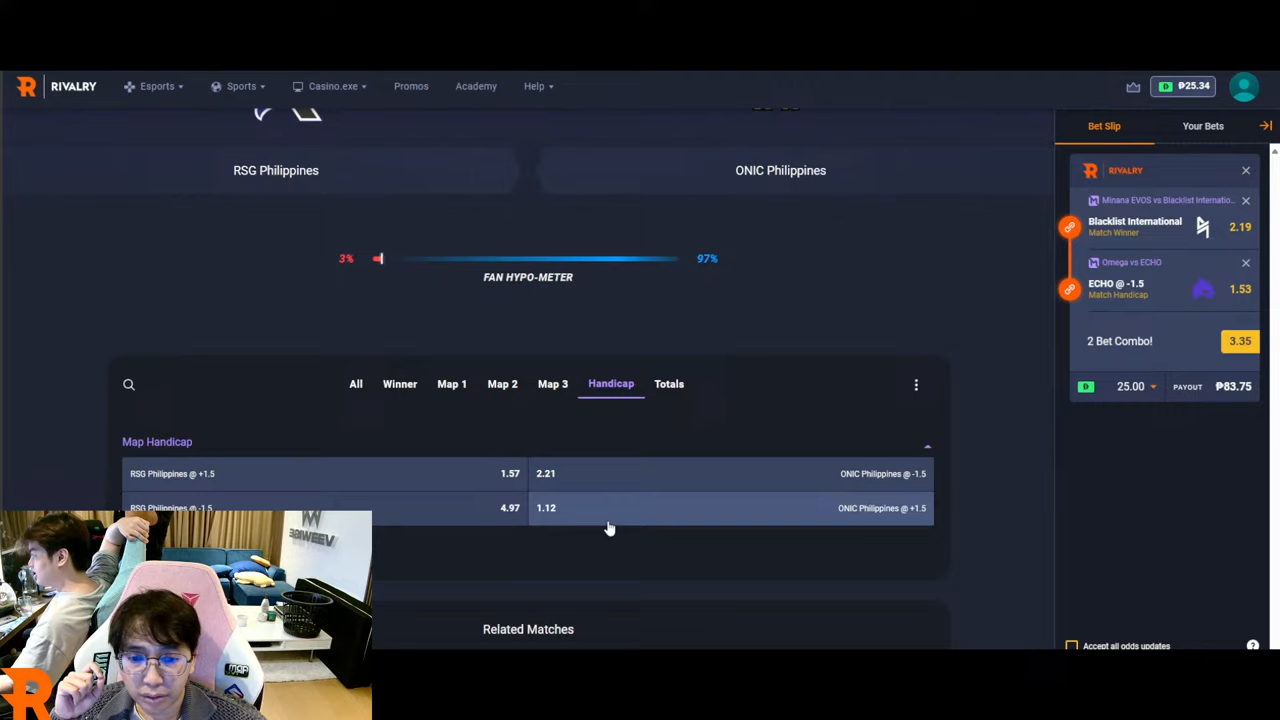 RIVALRY
Esports
Sports
Casino.exe
Promos
Academy
Help
D ₱25.34
RSG Philippines
ONIC Philippines
3%
97%
FAN HYPO-METER
All
Winner
Map 1
Map 2
Map 3
Handicap
Totals
Map Handicap
RSG Philippines @ +1.5 1.57
2.21 ONIC Philippines @ -1.5
RSG Philippines @ -1.5 4.97
1.12 ONIC Philippines @ +1.5
Related Matches
Bet Slip
Your Bets
RIVALRY
Minana EVOS vs Blacklist Internatio...
Blacklist International 2.19
Match Winner
Omega vs ECHO
ECHO @ -1.5 1.53
Match Handicap
2 Bet Combo! 3.35
D 25.00 PAYOUT ₱83.75
Accept all odds updates
?